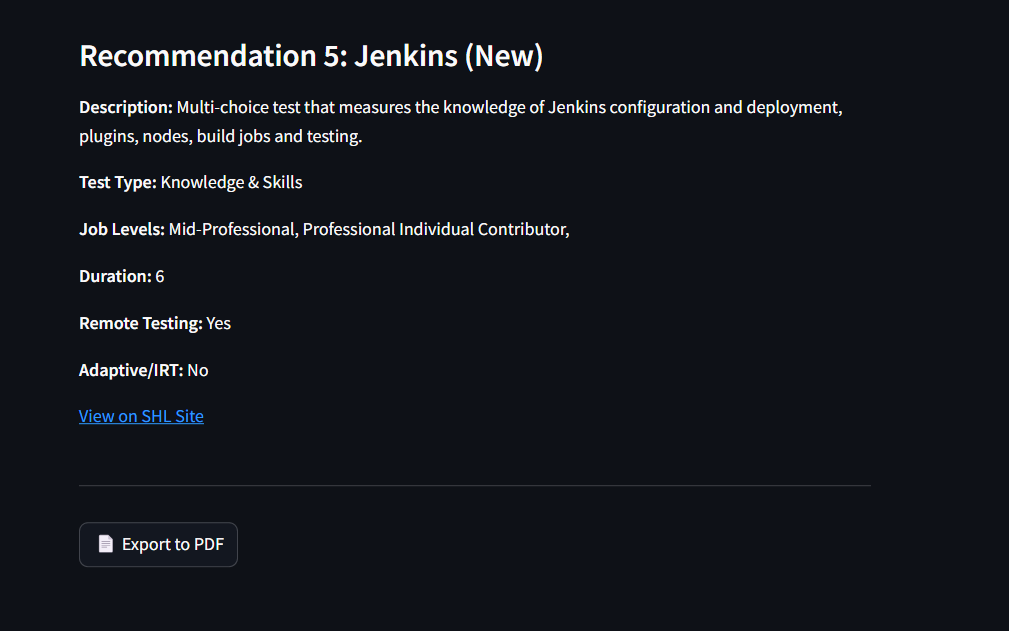 Recommendation 5: Jenkins (New)
Description: Multi-choice test that measures the knowledge of Jenkins configuration and deployment,
plugins, nodes, build jobs and testing.
Test Type: Knowledge & Skills
Job Levels: Mid-Professional, Professional Individual Contributor,
Duration: 6
Remote Testing: Yes
Adaptive/IRT: No
View on SHL Site
Export to PDF